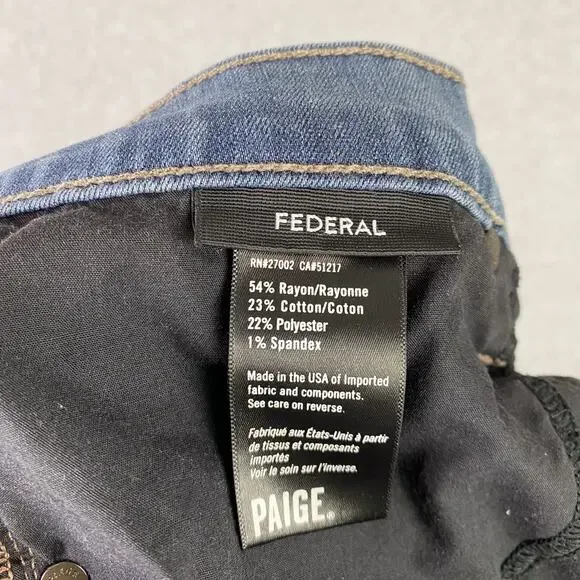 FEDERAL
RN#27002 CA#51217
54% Rayon/Rayonne
23% Cotton/Coton
22% Polyester
1% Spandex
Made in the USA of Imported
fabric and components.
See care on reverse.
Fabriqué aux États-Unis à partir
de tissus et composants
importés
Voir le soin sur l'inverse.
PAIGE.